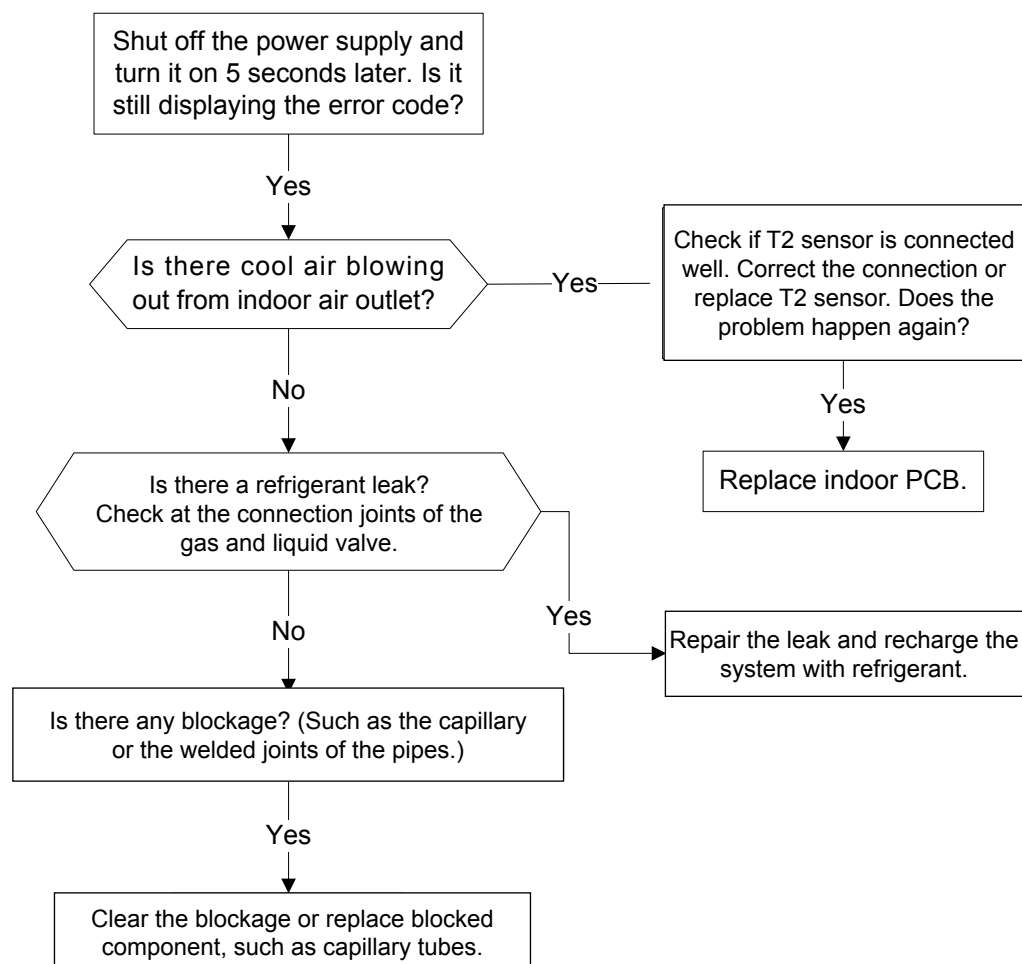 Shut off the power supply and
turn it on 5 seconds later. Is it
still displaying the error code?
Yes
Is there cool air blowing
out from indoor air outlet?
Yes
Check if T2 sensor is connected
well. Correct the connection or
replace T2 sensor. Does the
problem happen again?
No
Yes
Replace indoor PCB.
Is there a refrigerant leak?
Check at the connection joints of the
gas and liquid valve.
Yes
Repair the leak and recharge the
system with refrigerant.
No
Is there any blockage? (Such as the capillary
or the welded joints of the pipes.)
Yes
Clear the blockage or replace blocked
component, such as capillary tubes.